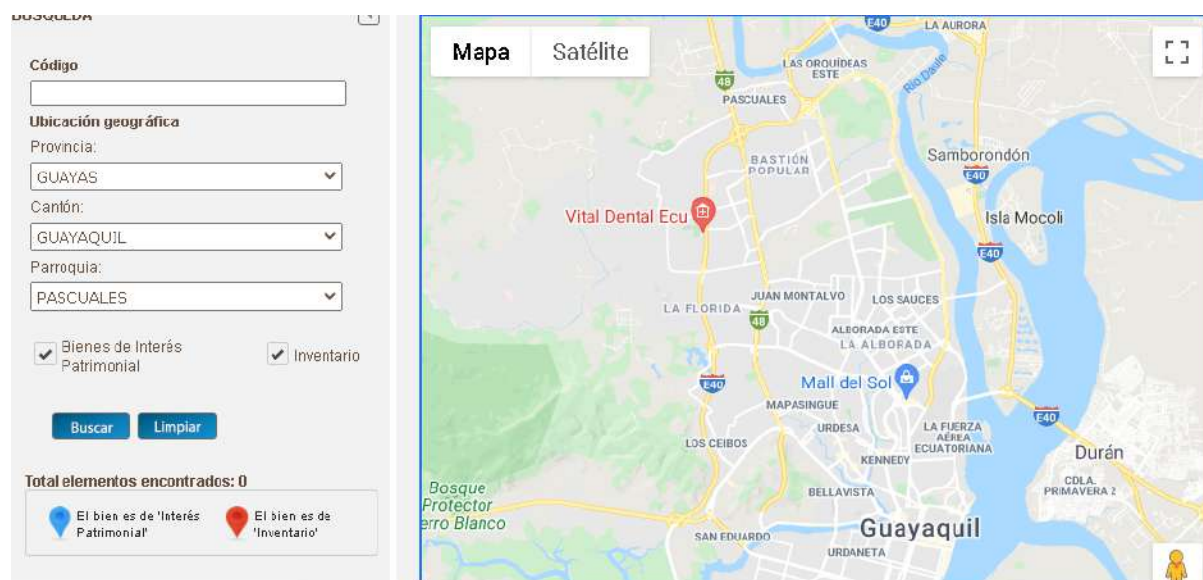 BÚSQUEDA
Código
Ubicación geográfica
Provincia:
GUAYAS
Cantón:
GUAYAQUIL
Parroquia:
PASCUALES
Bienes de Interés
Patrimonial
Inventario
Buscar
Limpiar
Total elementos encontrados: 0
El bien es de 'Interés
Patrimonial'
El bien es de
'Inventario'
Mapa
Satélite
E40
LA AURORA
LAS ORQUÍDEAS
ESTE
Río Daule
48
PASCUALES
BASTIÓN
POPULAR
Samborondón
E40
Vital Dental Ecu
Isla Mocoli
E40
JUAN MONTALVO
LOS SAUCES
LA FLORIDA
48
ALBORADA ESTE
LA ALBORADA
E40
Mall del Sol
MAPASINGUE
URDESA
LA FUERZA
AÉREA
ECUATORIANA
E40
LOS CEIBOS
KENNEDY
Durán
CDLA.
PRIMAVERA 2
Bosque
Protector
erro Blanco
BELLAVISTA
Guayaquil
SAN EDUARDO
URDANETA